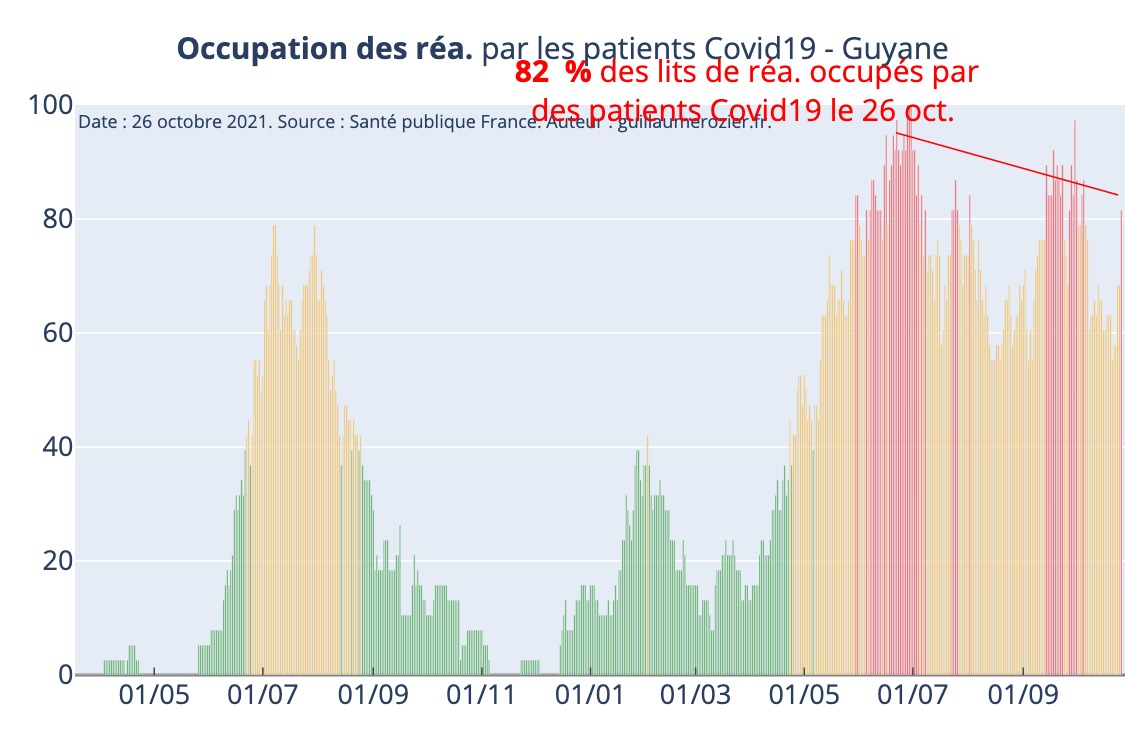 Occupation des réa. par les patients Covid19 - Guyane
82 % des lits de réa. occupés par
des patients Covid19 le 26 oct.
Date : 26 octobre 2021. Source : Santé publique France. Auteur : guillaumerozier.fr.
100
80
60
40
20
0
01/05 01/07 01/09 01/11 01/01 01/03 01/05 01/07 01/09